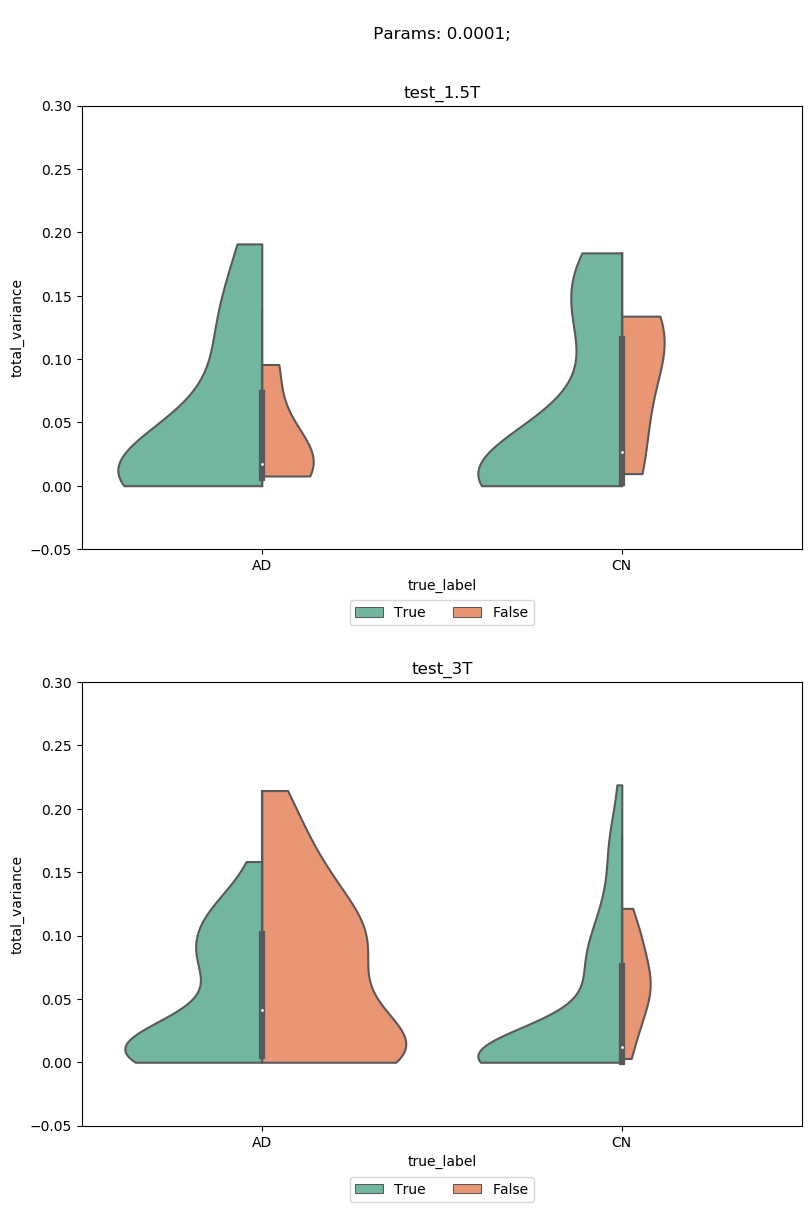 Params: 0.0001;
test_1.5T
0.30
0.25
0.20
0.15
0.10
0.05
0.00
−0.05
total_variance
AD CN
true_label
True False
test_3T
0.30
0.25
0.20
0.15
0.10
0.05
0.00
−0.05
total_variance
AD CN
true_label
True False